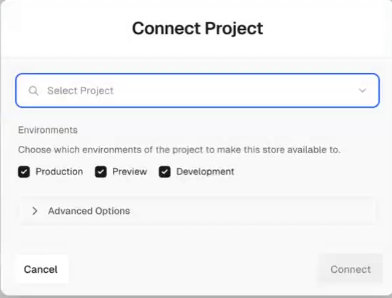 Connect Project
Select Project
Environments
Choose which environments of the project to make this store available to.
Production Preview Development
Advanced Options
Cancel Connect